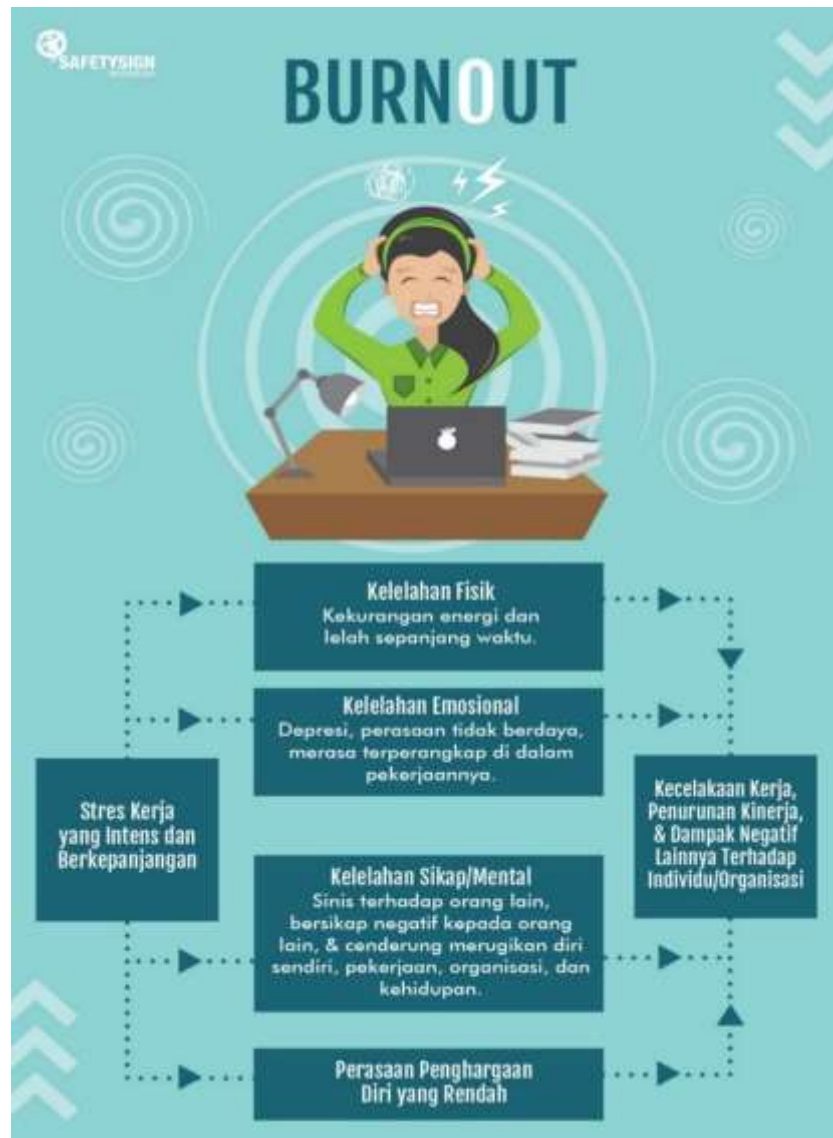 SAFETYSIGN
BURNOUT
Kelelahan Fisik
Kekurangan energi dan
lelah sepanjang waktu.
Kelelahan Emosional
Depresi, perasaan tidak berdaya,
merasa terperangkap di dalam
pekerjaannya.
Stres Kerja
yang Intens dan
Berkepanjangan
Kecelakaan Kerja,
Penurunan Kinerja,
& Dampak Negatif
Lainnya Terhadap
Individu/Organisasi
Kelelahan Sikap/Mental
Sinis terhadap orang lain,
bersikap negatif kepada orang
lain, & cenderung merugikan diri
sendiri, pekerjaan, organisasi, dan
kehidupan.
Perasaan Penghargaan
Diri yang Rendah